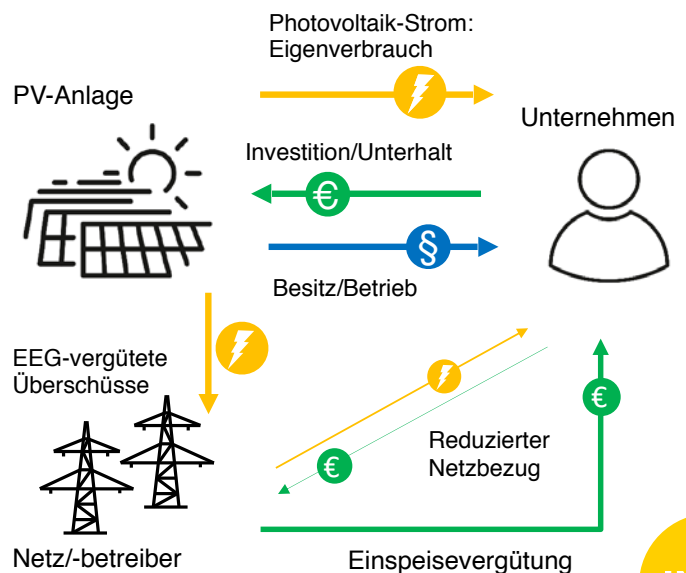 Photovoltaik-Strom:
Eigenverbrauch
PV-Anlage
Unternehmen
Investition/Unterhalt
€
§
Besitz/Betrieb
EEG-vergütete
Überschüsse
€
Reduzierter
Netzbezug
€
Netz/-betreiber
Einspeisevergütung